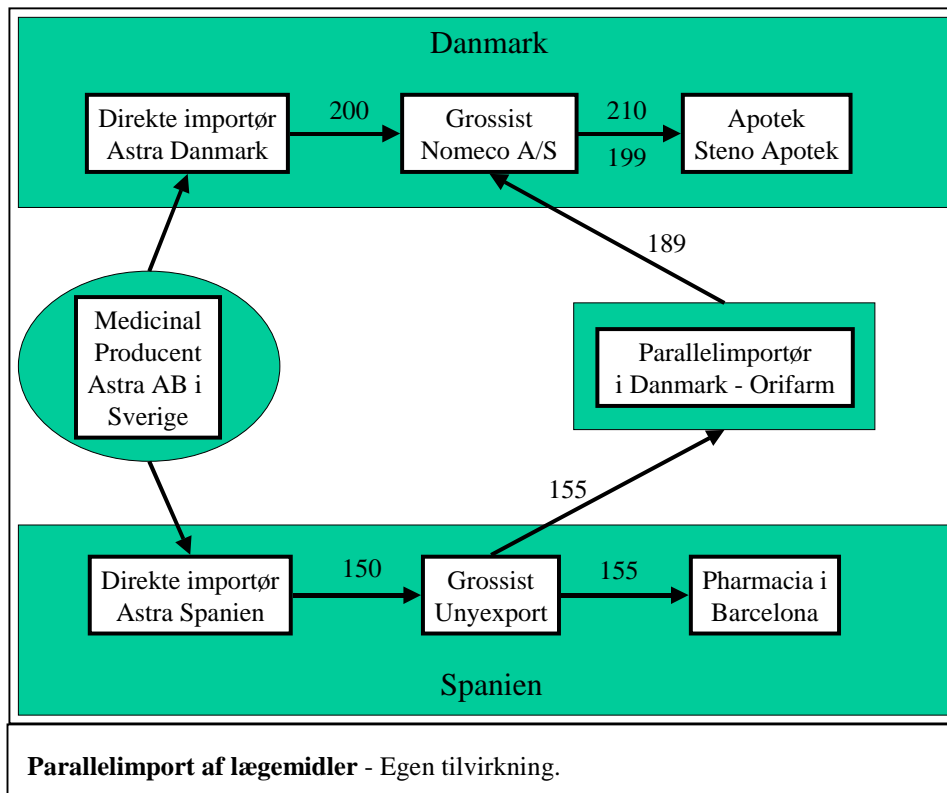 Danmark
Direkte importør
Astra Danmark
200
Grossist
Nomeco A/S
210
199
Apotek
Steno Apotek
189
Medicinal
Producent
Astra AB i
Sverige
Parallelimportør
i Danmark - Orifarm
155
Direkte importør
Astra Spanien
150
Grossist
Unyexport
155
Pharmacia i
Barcelona
Spanien
Parallelimport af lægemidler - Egen tilvirkning.